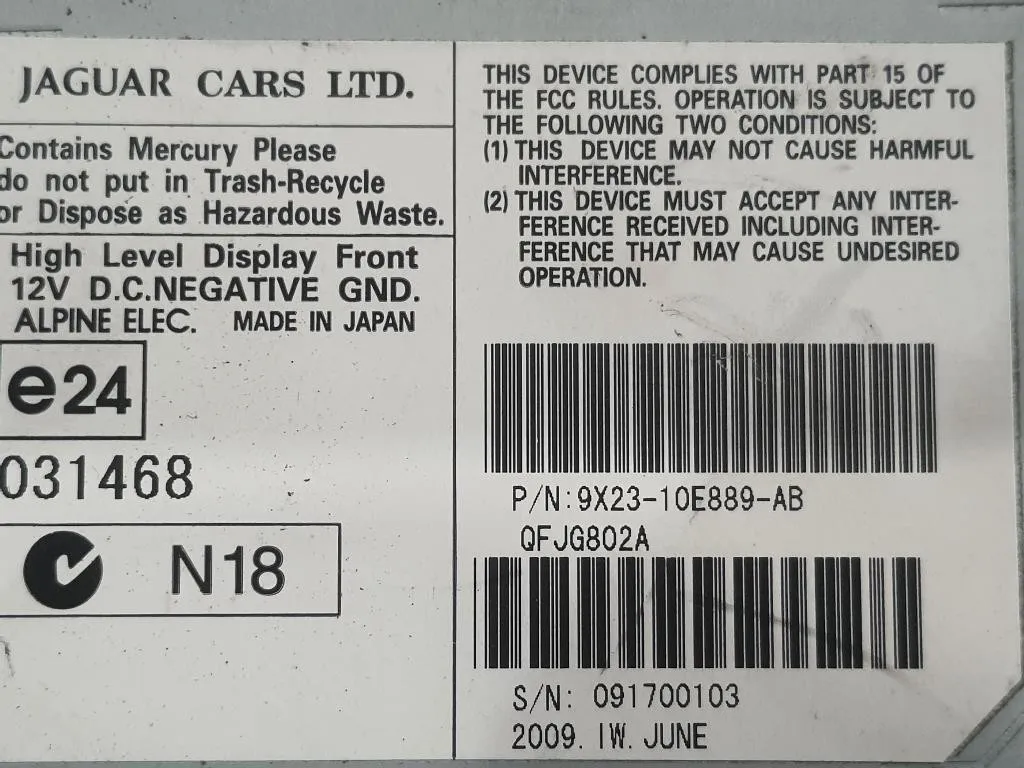 JAGUAR CARS LTD.
Contains Mercury Please
do not put in Trash-Recycle
or Dispose as Hazardous Waste.
High Level Display Front
12V D.C.NEGATIVE GND.
ALPINE ELEC. MADE IN JAPAN
e24
031468
N18
THIS DEVICE COMPLIES WITH PART 15 OF
THE FCC RULES. OPERATION IS SUBJECT TO
THE FOLLOWING TWO CONDITIONS:
(1) THIS DEVICE MAY NOT CAUSE HARMFUL
INTERFERENCE.
(2) THIS DEVICE MUST ACCEPT ANY INTER-
FERENCE RECEIVED INCLUDING INTER-
FERENCE THAT MAY CAUSE UNDESIRED
OPERATION.
P/N:9X23-10E889-AB
QFJG802A
S/N: 091700103
2009. 1W. JUNE